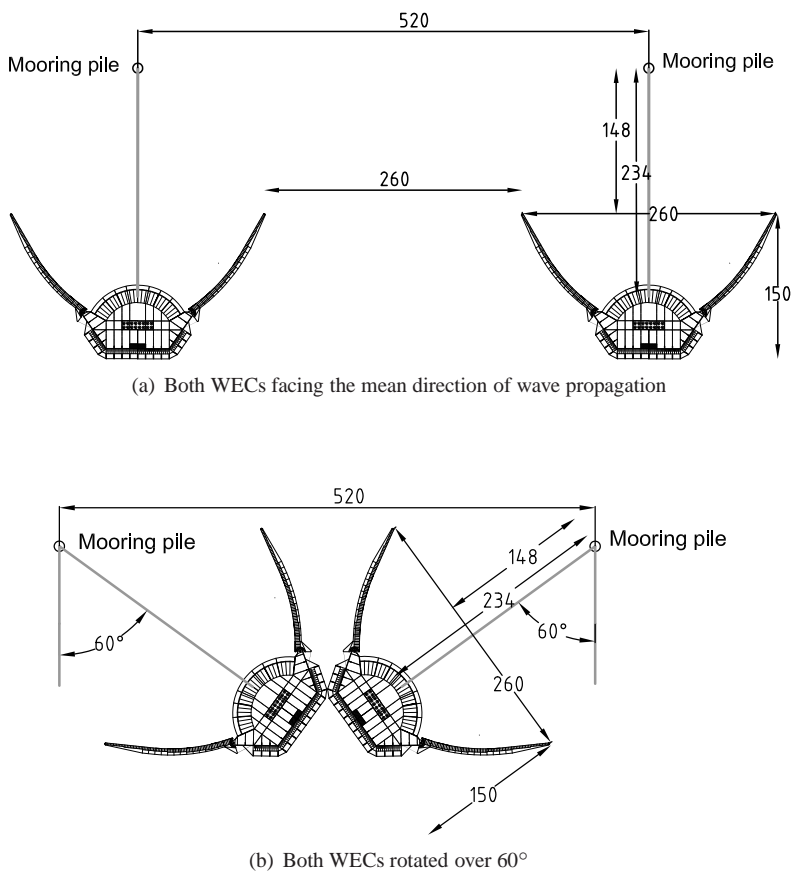 520
Mooring pile
Mooring pile
148
234
260
260
150
(a) Both WECs facing the mean direction of wave propagation
520
Mooring pile
Mooring pile
148
234
60°
60°
260
150
(b) Both WECs rotated over 60°